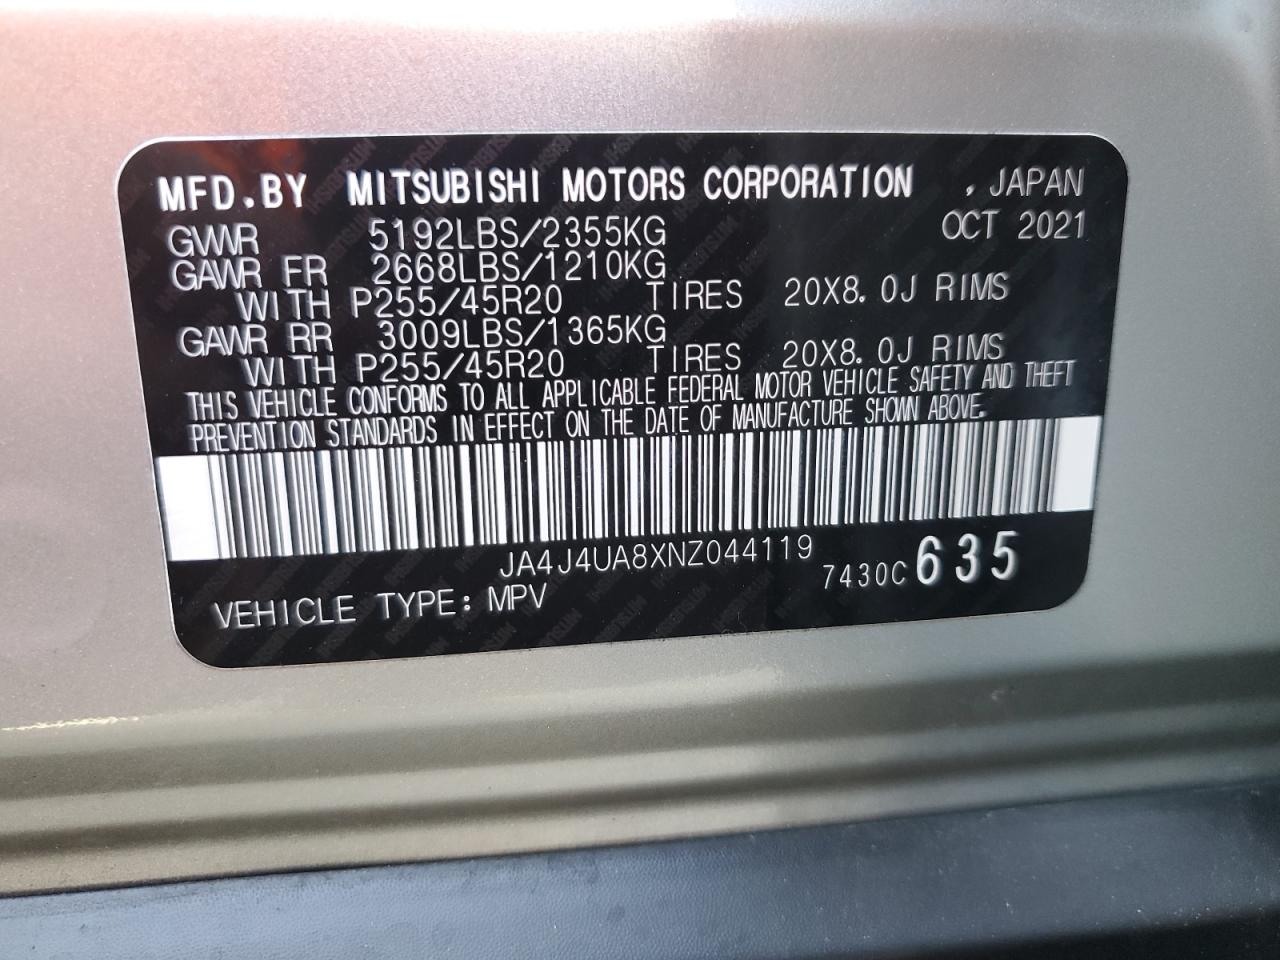 MFD.BY MITSUBISHI MOTORS CORPORATION , JAPAN
GVWR 5192LBS/2355KG OCT 2021
GAWR FR 2668LBS/1210KG
WITH P255/45R20 TIRES 20X8.0J RIMS
GAWR RR 3009LBS/1365KG
WITH P255/45R20 TIRES 20X8.0J RIMS
THIS VEHICLE CONFORMS TO ALL APPLICABLE FEDERAL MOTOR VEHICLE SAFETY AND THEFT
PREVENTION STANDARDS IN EFFECT ON THE DATE OF MANUFACTURE SHOWN ABOVE.
JA4J4UA8XNZ044119
7430C 635
VEHICLE TYPE: MPV